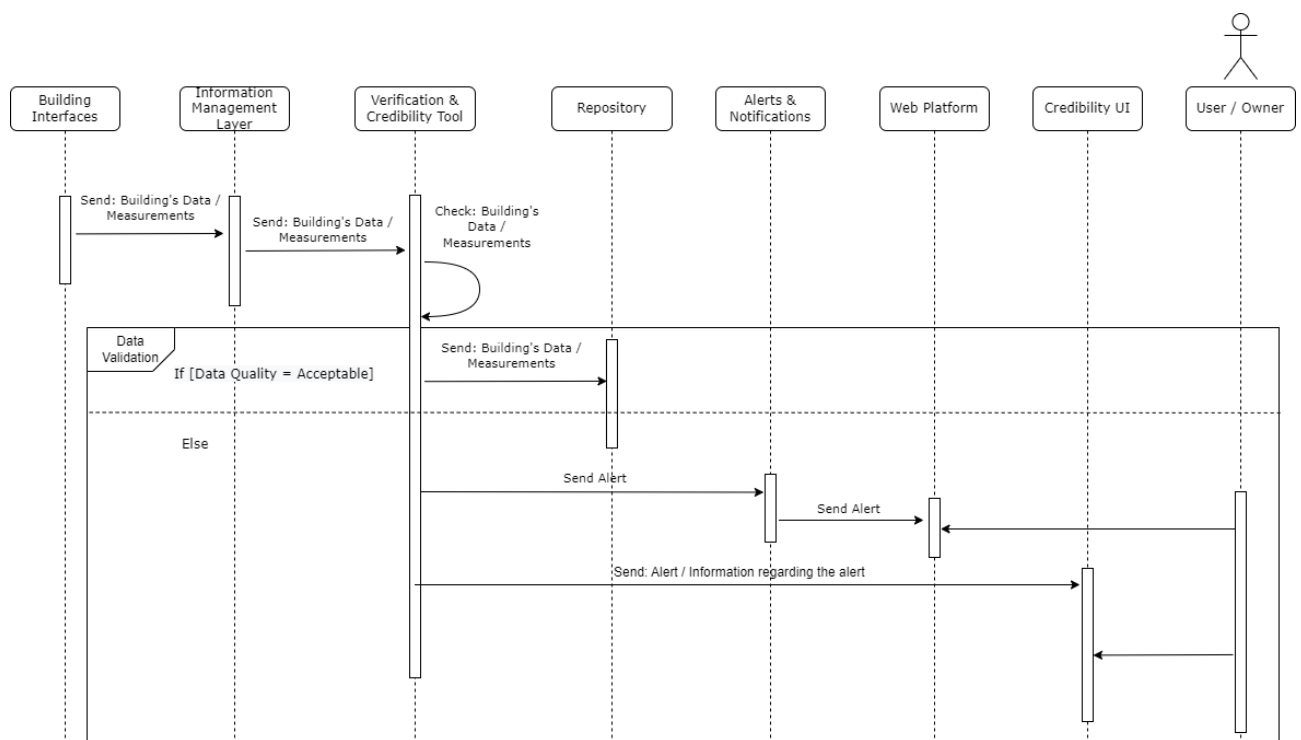 Building
Interfaces
Information
Management
Layer
Verification &
Credibility Tool
Repository
Alerts &
Notifications
Web Platform
Credibility UI
User / Owner
Send: Building's Data /
Measurements
Send: Building's Data /
Measurements
Check: Building's
Data /
Measurements
Data
Validation
If [Data Quality = Acceptable]
Send: Building's Data /
Measurements
Else
Send Alert
Send Alert
Send: Alert / Information regarding the alert